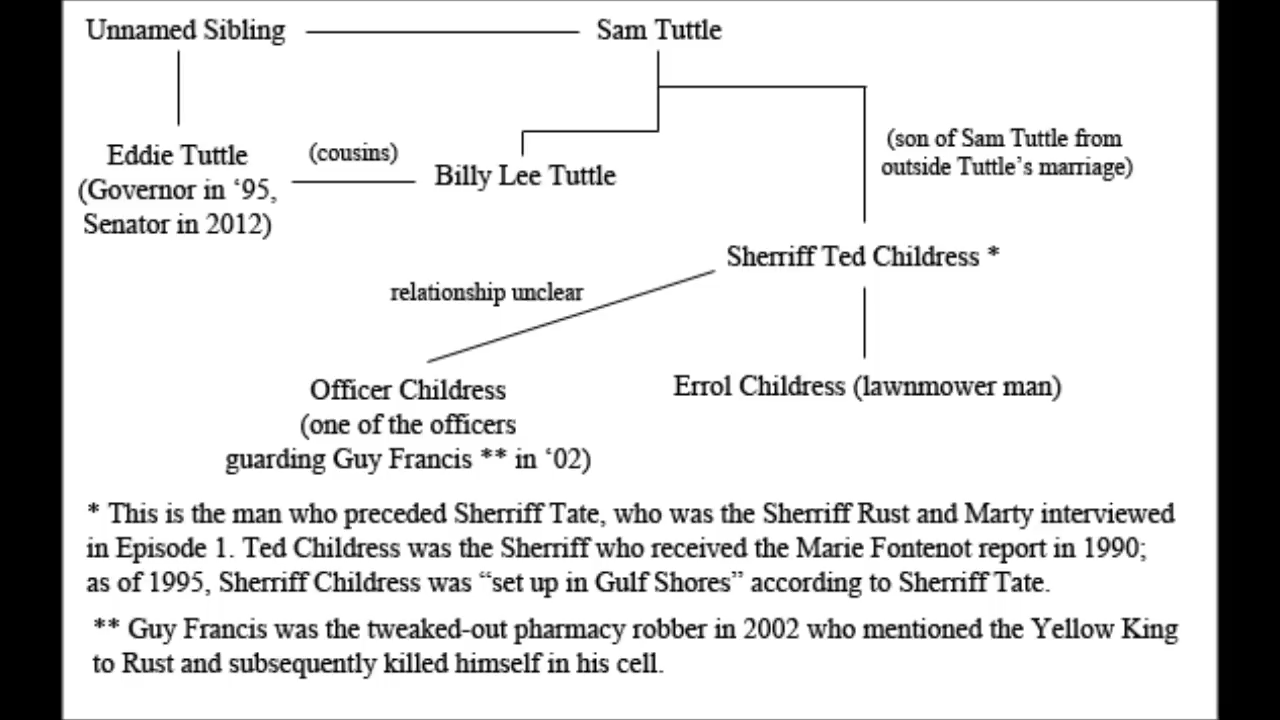 Unnamed Sibling
Sam Tuttle
(son of Sam Tuttle from
outside Tuttle's marriage)
Eddie Tuttle
(Governor in ‘95,
Senator in 2012)
(cousins)
Billy Lee Tuttle
Sherriff Ted Childress *
relationship unclear
Officer Childress
(one of the officers
guarding Guy Francis ** in ‘02)
Errol Childress (lawnmower man)
* This is the man who preceded Sherriff Tate, who was the Sherriff Rust and Marty interviewed
in Episode 1. Ted Childress was the Sherriff who received the Marie Fontenot report in 1990;
as of 1995, Sherriff Childress was “set up in Gulf Shores” according to Sherriff Tate.
** Guy Francis was the tweaked-out pharmacy robber in 2002 who mentioned the Yellow King
to Rust and subsequently killed himself in his cell.